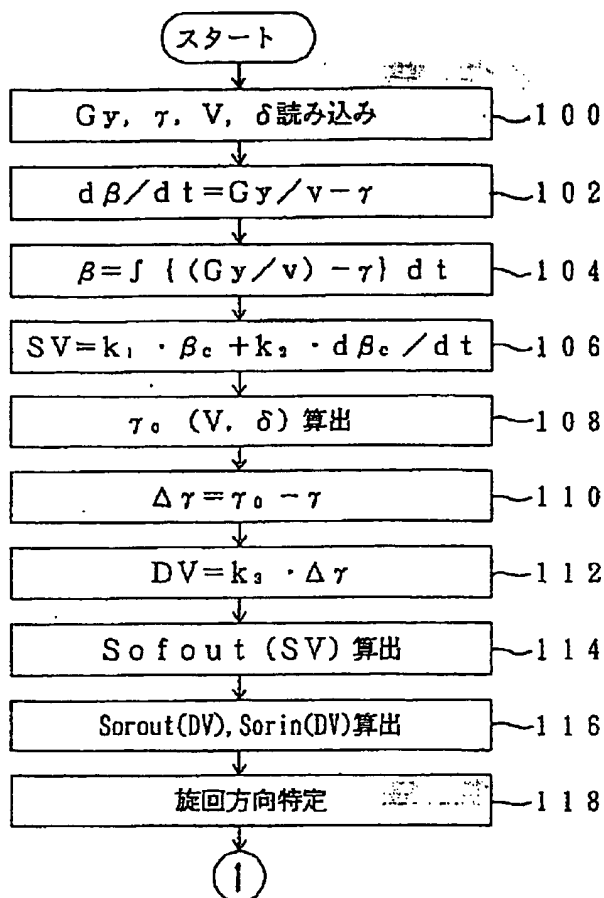 スタート
Gy, γ, V, δ読み込み 100
dβ/dt=Gy/v−γ 102
β=∫{(Gy/v)−γ}dt 104
SV=k₁・βc+k₂・dβc/dt 106
γ₀(V, δ)算出 108
Δγ=γ₀−γ 110
DV=k₃・Δγ 112
Sofout(SV)算出 114
Sorout(DV),Sorin(DV)算出 116
旋回方向特定 118
1